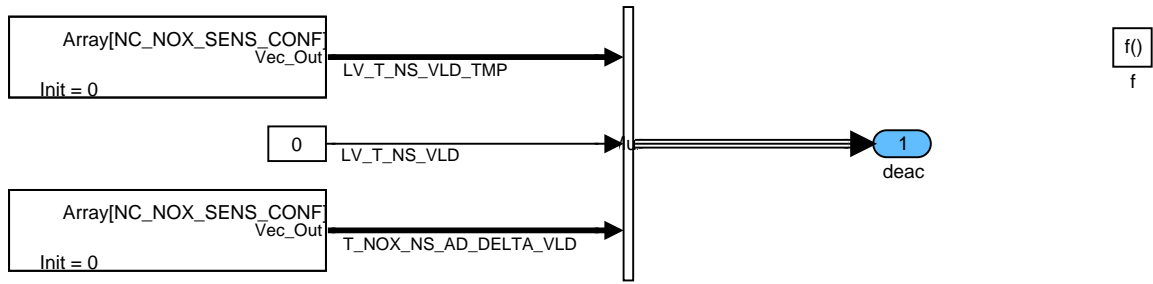 Array[NC_NOX_SENS_CONF]
Vec_Out
Init = 0
LV_T_NS_VLD_TMP
f()
f
0
LV_T_NS_VLD
1
deac
Array[NC_NOX_SENS_CONF]
Vec_Out
Init = 0
T_NOX_NS_AD_DELTA_VLD